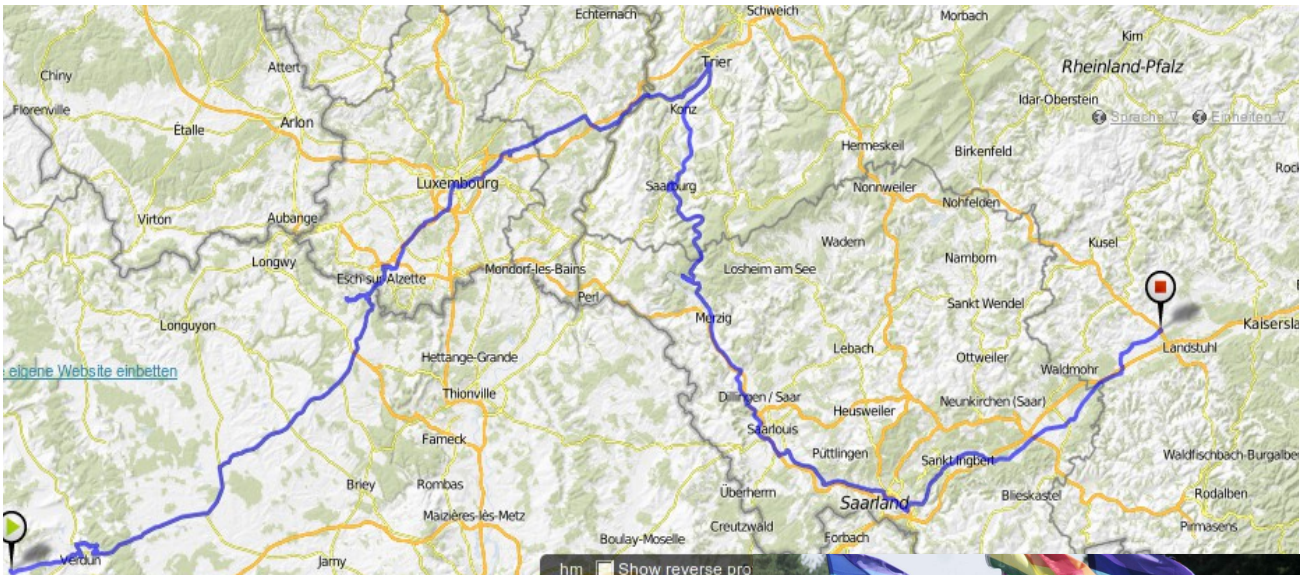 Echternach
Schweich
Morbach
Kirn
Attert
Trier
Rheinland-Pfalz
Chiny
Idar-Oberstein
Florenville
Konz
Sprache ∇
Einheiten ∇
Étalle
Arlon
Hermeskeil
Birkenfeld
Luxembourg
Saarburg
Nonnweiler
Nohfelden
Virton
Aubange
Wadern
Kusel
Longwy
Namborn
Esch-sur-Alzette
Mondorf-les-Bains
Losheim am See
Perl
Sankt Wendel
Longuyon
Merzig
Lebach
Ottweiler
Landstuhl
Hettange-Grande
eigene Website einbetten
Waldmohr
Thionville
Dillingen / Saar
Heusweiler
Neunkirchen (Saar)
Saarlouis
Fameck
Püttlingen
Sankt Ingbert
Waldfischbach-Burgalben
Briey
Rombas
Überherrn
Saarland
Blieskastel
Rodalben
Maizières-lès-Metz
Creutzwald
Pirmasens
Verdun
Jarny
Boulay-Moselle
Forbach
hm Show reverse pro